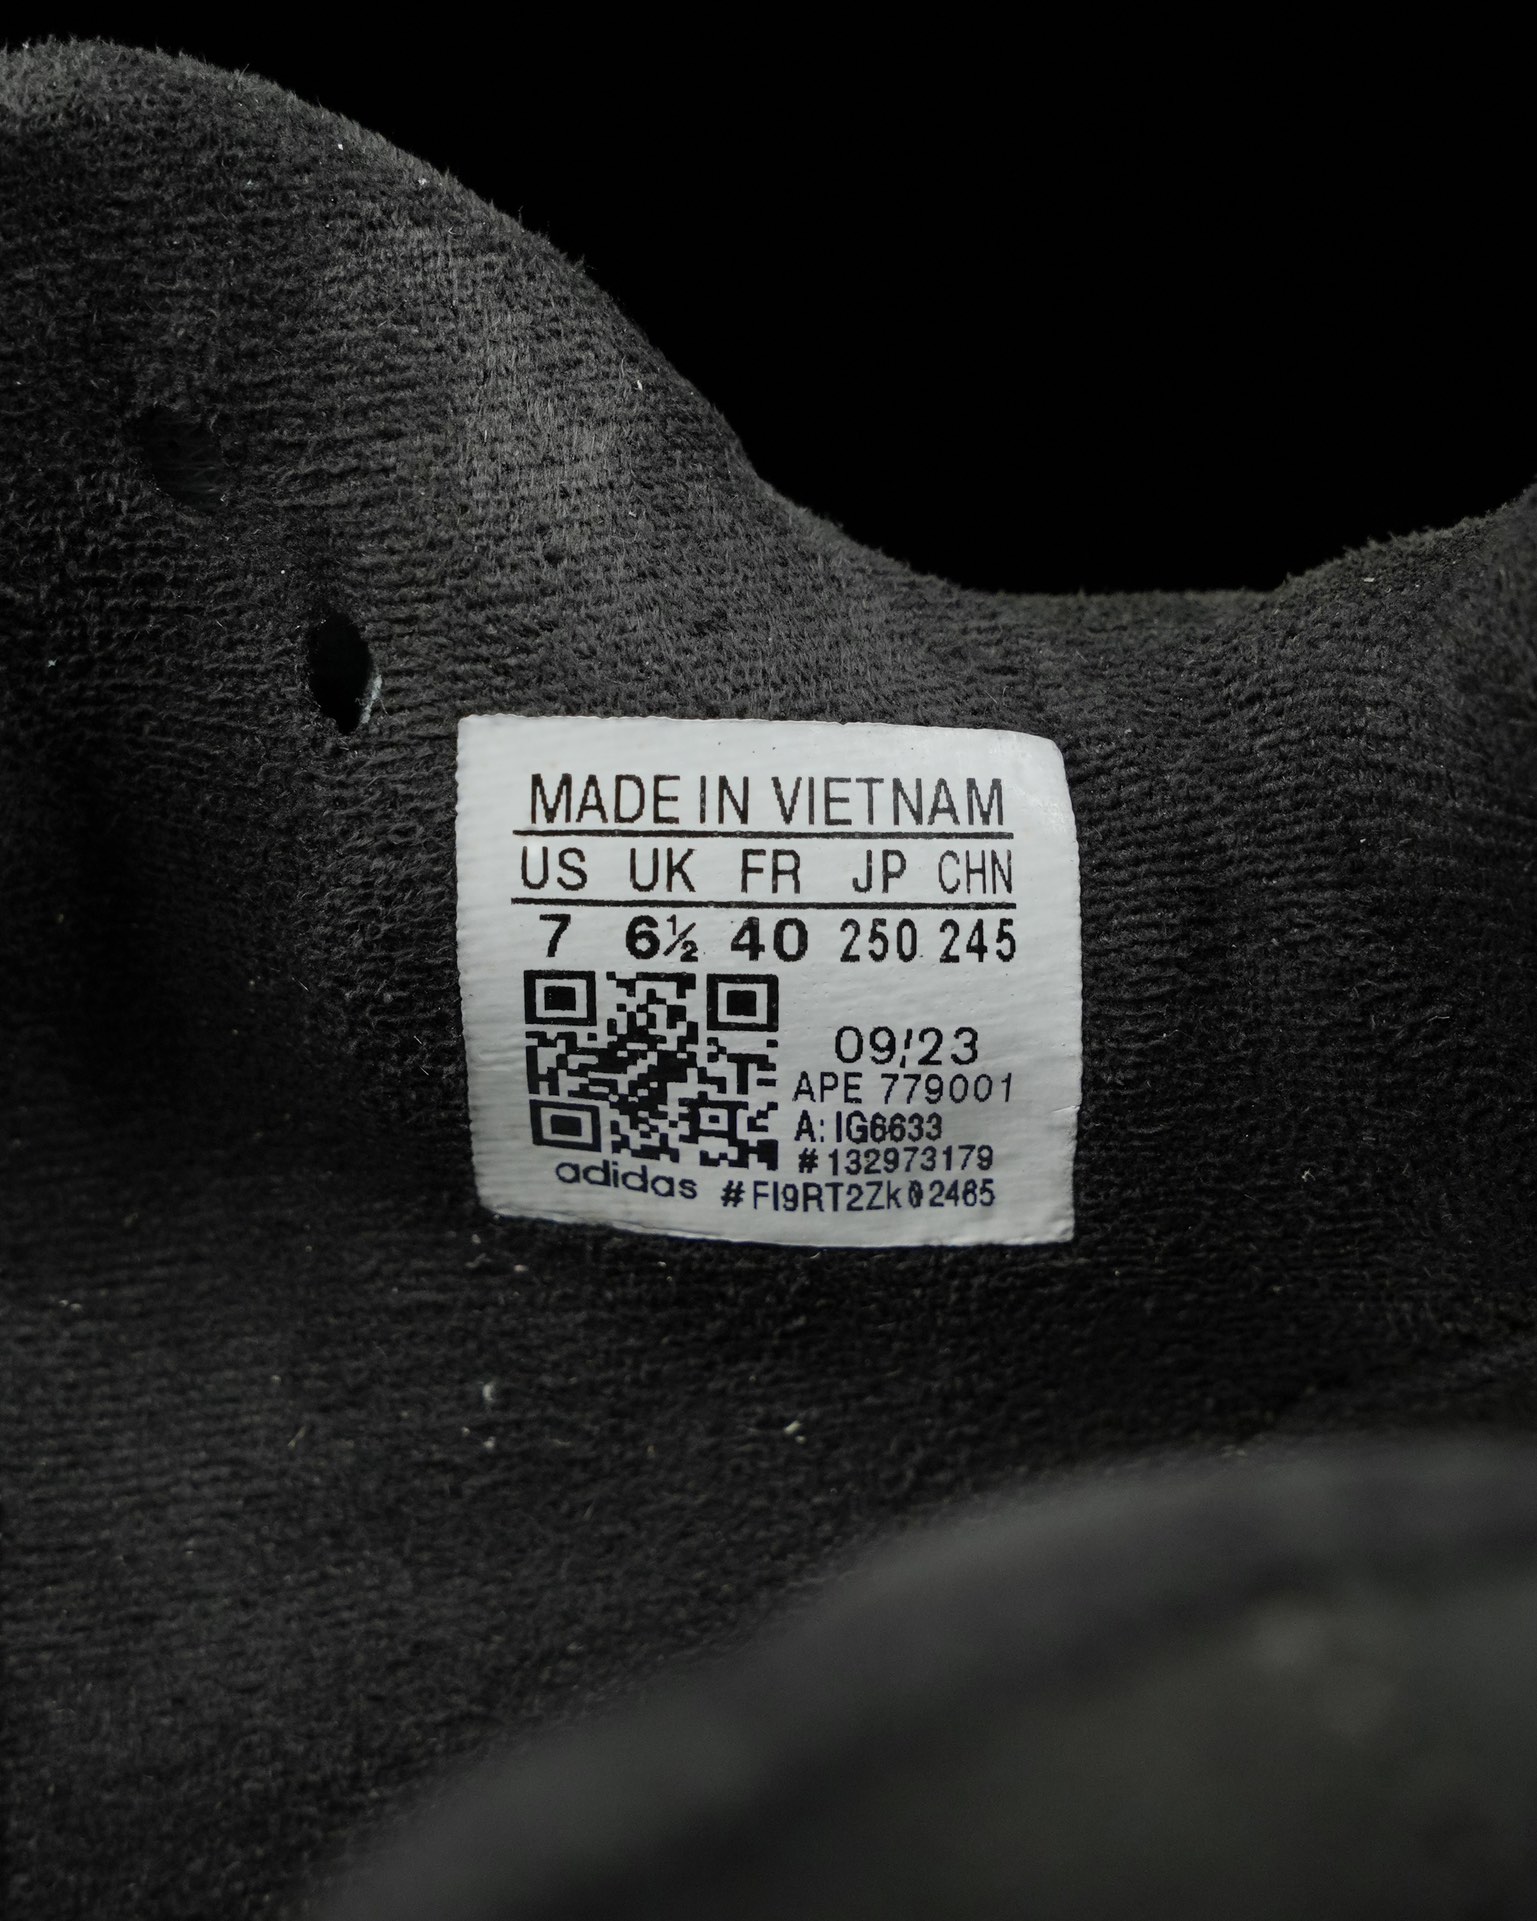 MADE IN VIETNAM
US UK FR JP CHN
7 6½ 40 250 245
09/23
APE 779001
A: IG6633
#132973179
adidas #FI9RT2Zk02465